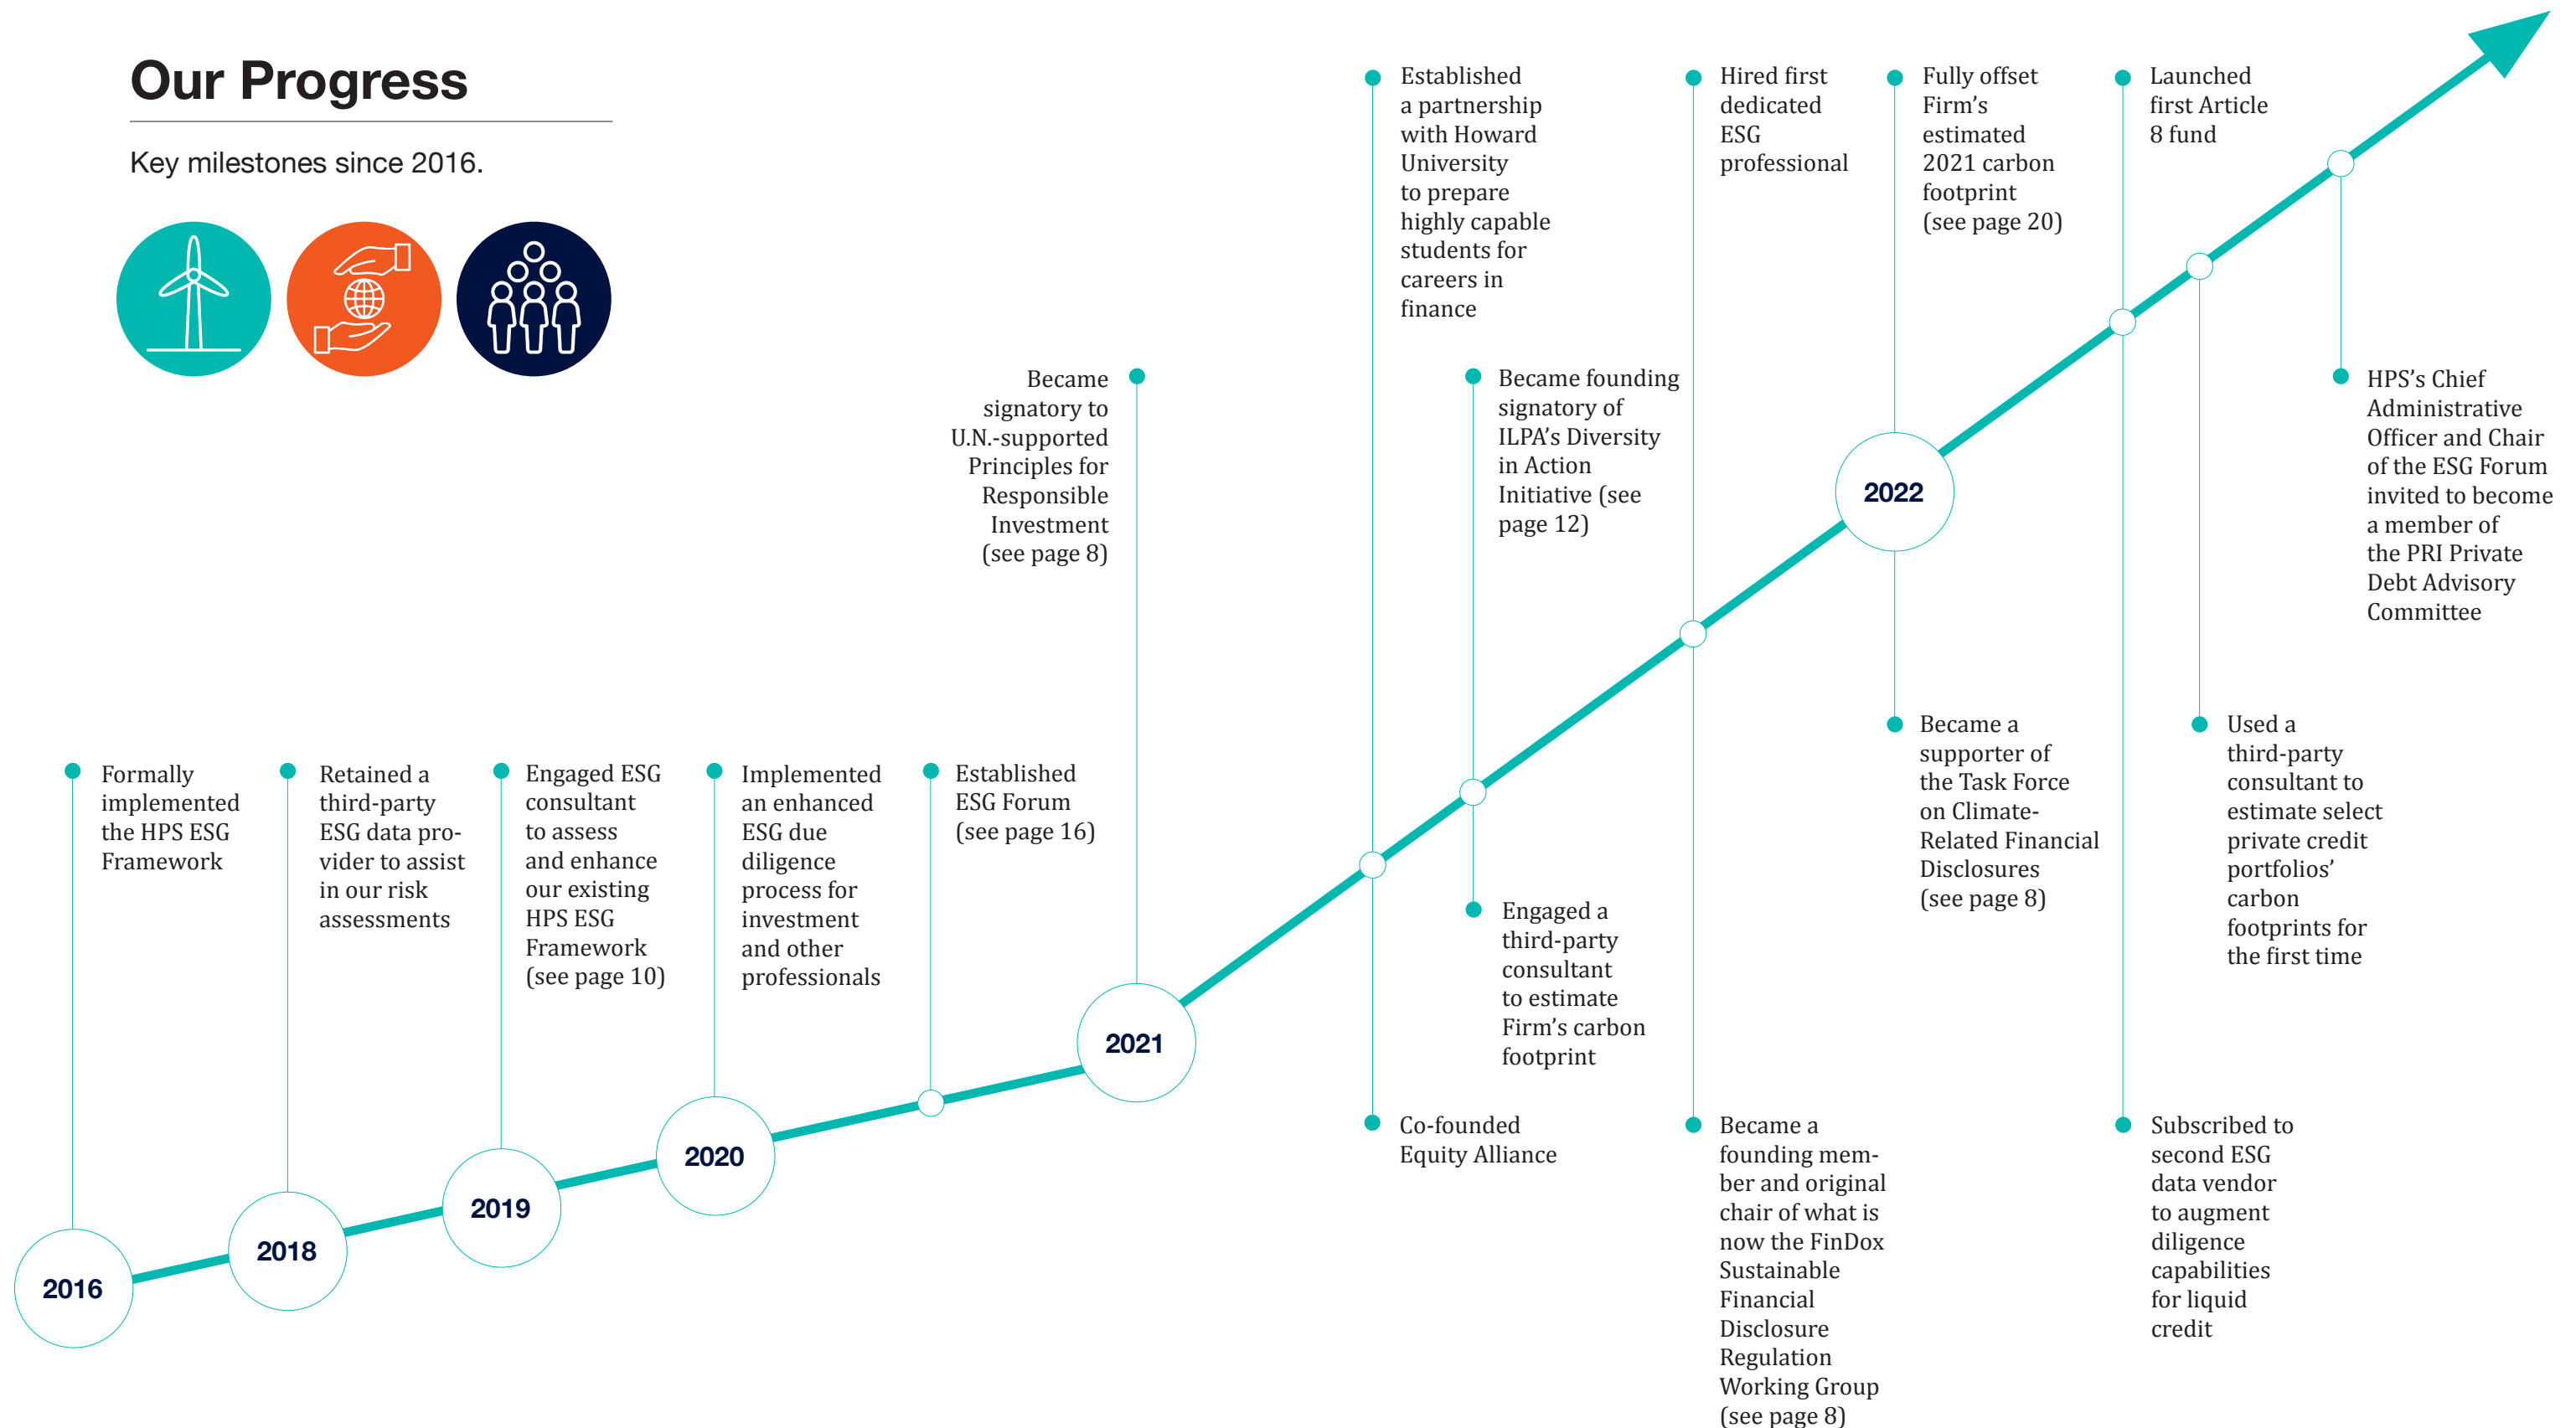 Our Progress
Key milestones since 2016.
Formally
implemented
the HPS ESG
Framework
2016
Retained a
third-party
ESG data pro-
vider to assist
in our risk
assessments
2018
Engaged ESG
consultant
to assess
and enhance
our existing
HPS ESG
Framework
(see page 10)
2019
Implemented
an enhanced
ESG due
diligence
process for
investment
and other
professionals
2020
Established
ESG Forum
(see page 16)
Became
signatory to
U.N.-supported
Principles for
Responsible
Investment
(see page 8)
2021
Established
a partnership
with Howard
University
to prepare
highly capable
students for
careers in
finance
Co-founded
Equity Alliance
Became founding
signatory of
ILPA’s Diversity
in Action
Initiative (see
page 12)
Engaged a
third-party
consultant
to estimate
Firm’s carbon
footprint
Hired first
dedicated
ESG
professional
Became a
founding mem-
ber and original
chair of what is
now the FinDox
Sustainable
Financial
Disclosure
Regulation
Working Group
(see page 8)
Fully offset
Firm’s
estimated
2021 carbon
footprint
(see page 20)
2022
Became a
supporter of
the Task Force
on Climate-
Related Financial
Disclosures
(see page 8)
Launched
first Article
8 fund
Subscribed to
second ESG
data vendor
to augment
diligence
capabilities
for liquid
credit
Used a
third-party
consultant to
estimate select
private credit
portfolios’
carbon
footprints for
the first time
HPS’s Chief
Administrative
Officer and Chair
of the ESG Forum
invited to become
a member of
the PRI Private
Debt Advisory
Committee